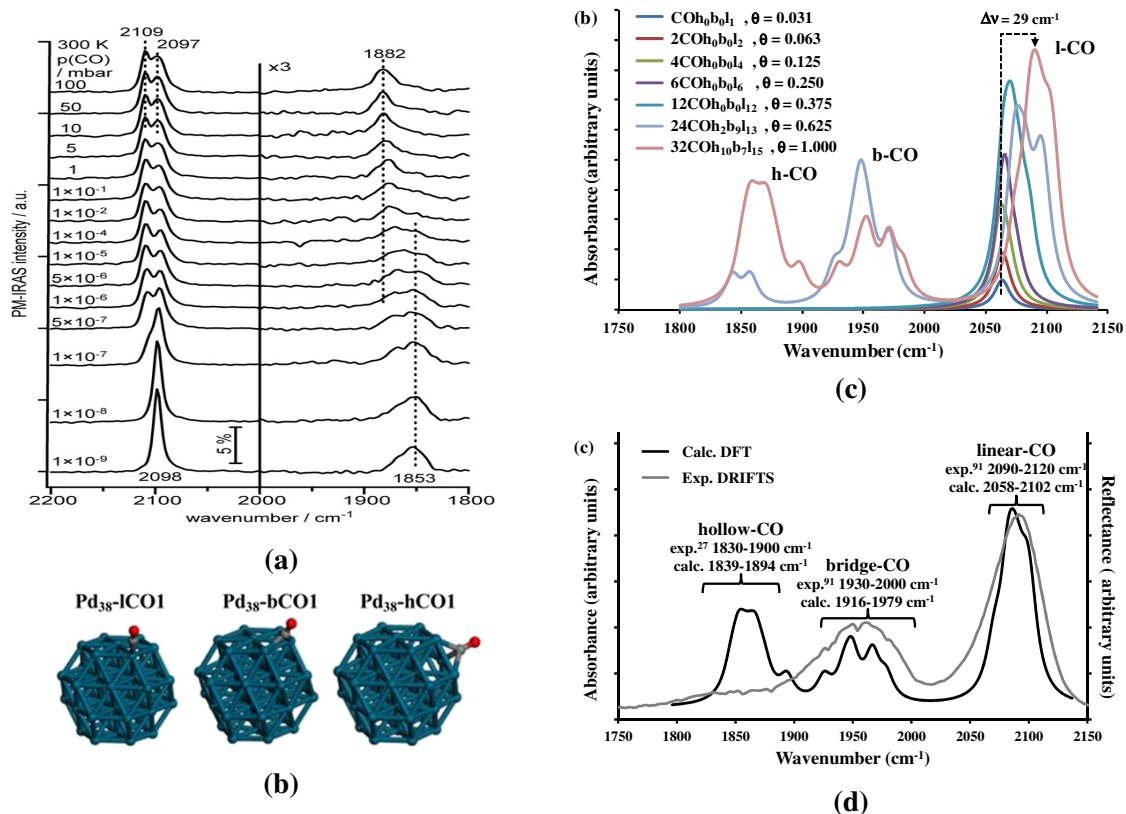 2109
2097
300 K
p(CO)
/ mbar
100
50
10
5
1
1×10⁻¹
1×10⁻²
1×10⁻⁴
1×10⁻⁵
5×10⁻⁶
1×10⁻⁶
5×10⁻⁷
1×10⁻⁷
1×10⁻⁸
1×10⁻⁹
×3
1882
5 %
2098
1853
PM-IRAS intensity / a.u.
2200 2100 2000 1900 1800
wavenumber / cm⁻¹
(a)
Pd₃₈-lCO1 Pd₃₈-bCO1 Pd₃₈-hCO1
(b)
(b)
COh₀b₀l₁ , θ = 0.031
2COh₀b₀l₂ , θ = 0.063
4COh₀b₀l₄ , θ = 0.125
6COh₀b₀l₆ , θ = 0.250
12COh₀b₀l₁₂ , θ = 0.375
24COh₂b₉l₁₃ , θ = 0.625
32COh₁₀b₇l₁₅ , θ = 1.000
Δν = 29 cm⁻¹
l-CO
b-CO
h-CO
Absorbance (arbitrary units)
1750 1800 1850 1900 1950 2000 2050 2100 2150
Wavenumber (cm⁻¹)
(c)
(c)
Calc. DFT
Exp. DRIFTS
linear-CO
exp.⁹¹ 2090-2120 cm⁻¹
calc. 2058-2102 cm⁻¹
hollow-CO
exp.²⁷ 1830-1900 cm⁻¹
calc. 1839-1894 cm⁻¹
bridge-CO
exp.⁹¹ 1930-2000 cm⁻¹
calc. 1916-1979 cm⁻¹
Absorbance (arbitrary units)
Reflectance ( arbitrary units)
1750 1800 1850 1900 1950 2000 2050 2100 2150
Wavenumber (cm⁻¹)
(d)